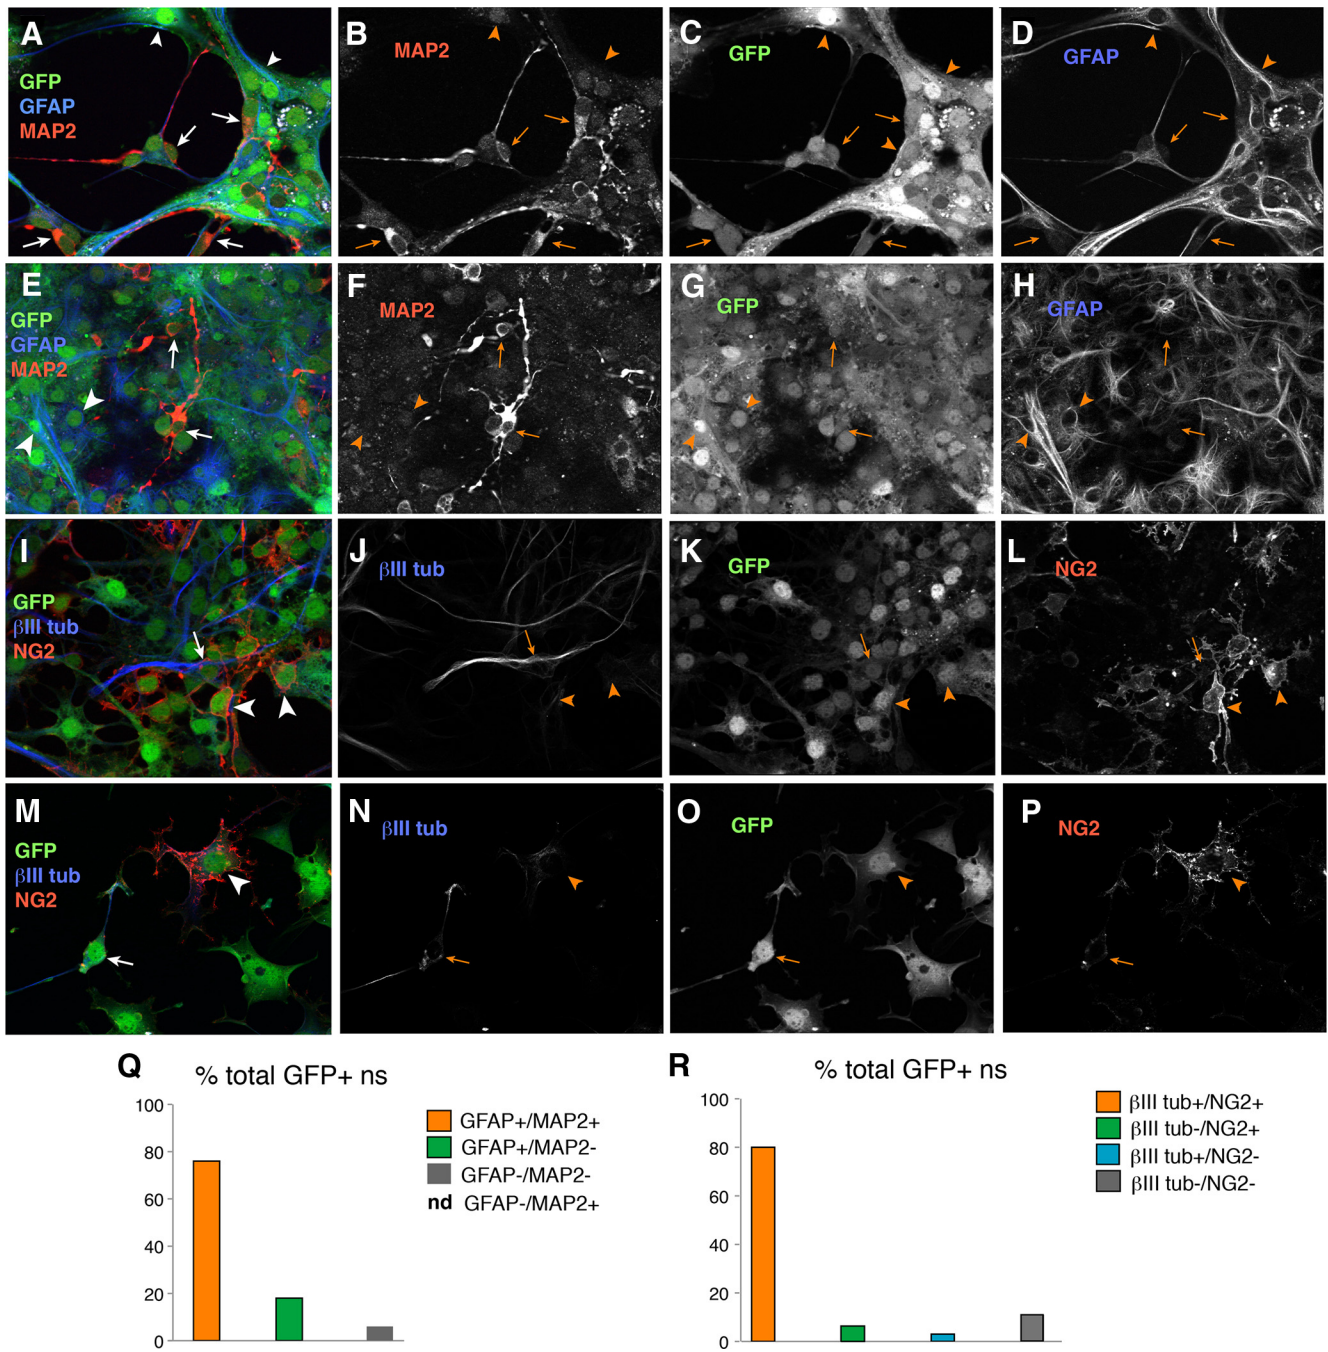 A
GFP
GFAP
MAP2
B
MAP2
C
GFP
D
GFAP
E
GFP
GFAP
MAP2
F
MAP2
G
GFP
H
GFAP
I
GFP
βIII tub
NG2
J
βIII tub
K
GFP
L
NG2
M
GFP
βIII tub
NG2
N
βIII tub
O
GFP
P
NG2
Q
% total GFP+ ns
100
80
60
40
20
0
GFAP+/MAP2+
GFAP+/MAP2-
GFAP-/MAP2-
nd GFAP-/MAP2+
R
% total GFP+ ns
100
80
60
40
20
0
βIII tub+/NG2+
βIII tub-/NG2+
βIII tub+/NG2-
βIII tub-/NG2-